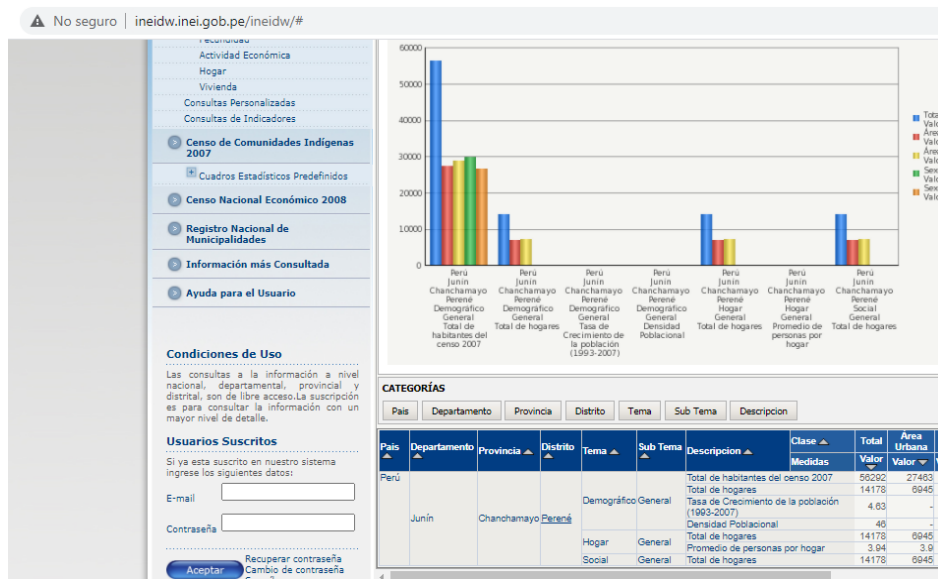 No seguro
ineidw.inei.gob.pe/ineidw/#
Actividad Económica
Hogar
Vivienda
Consultas Personalizadas
Consultas de Indicadores
Censo de Comunidades Indígenas
2007
Cuadros Estadísticos Predefinidos
Censo Nacional Económico 2008
Registro Nacional de
Municipalidades
Información más Consultada
Ayuda para el Usuario
Condiciones de Uso
Las consultas a la información a nivel
nacional, departamental, provincial y
distrital, son de libre acceso.La suscripción
es para consultar la información con un
mayor nivel de detalle.
Usuarios Suscritos
Si ya esta suscrito en nuestro sistema
ingrese los siguientes datos:
E-mail
Contraseña
Aceptar
Recuperar contraseña
Cambio de contraseña
60000
50000
40000
30000
20000
10000
0
Perú
Junín
Chanchamayo
Perené
Demográfico
General
Total de
habitantes del
censo 2007
Perú
Junín
Chanchamayo
Perené
Demográfico
General
Total de hogares
Perú
Junín
Chanchamayo
Perené
Demográfico
General
Tasa de
Crecimiento de
la población
(1993-2007)
Perú
Junín
Chanchamayo
Perené
Demográfico
General
Densidad
Poblacional
Perú
Junín
Chanchamayo
Perené
Hogar
General
Total de hogares
Perú
Junín
Chanchamayo
Perené
Hogar
General
Promedio de
personas por
hogar
Perú
Junín
Chanchamayo
Perené
Social
General
Total de hogares
CATEGORÍAS
Pais Departamento Provincia Distrito Tema Sub Tema Descripcion
Pais Departamento Provincia Distrito Tema Sub Tema Descripcion Clase Total Área
Urbana
Medidas Valor Valor
Perú Total de habitantes del censo 2007 56292 27463
Total de hogares 14178 6945
Demográfico General Tasa de Crecimiento de la población
(1993-2007) 4.63 -
Junín Chanchamayo Perené
Densidad Poblacional 46 -
Hogar General Total de hogares 14178 6945
Promedio de personas por hogar 3.94 3.9
Social General Total de hogares 14178 6945